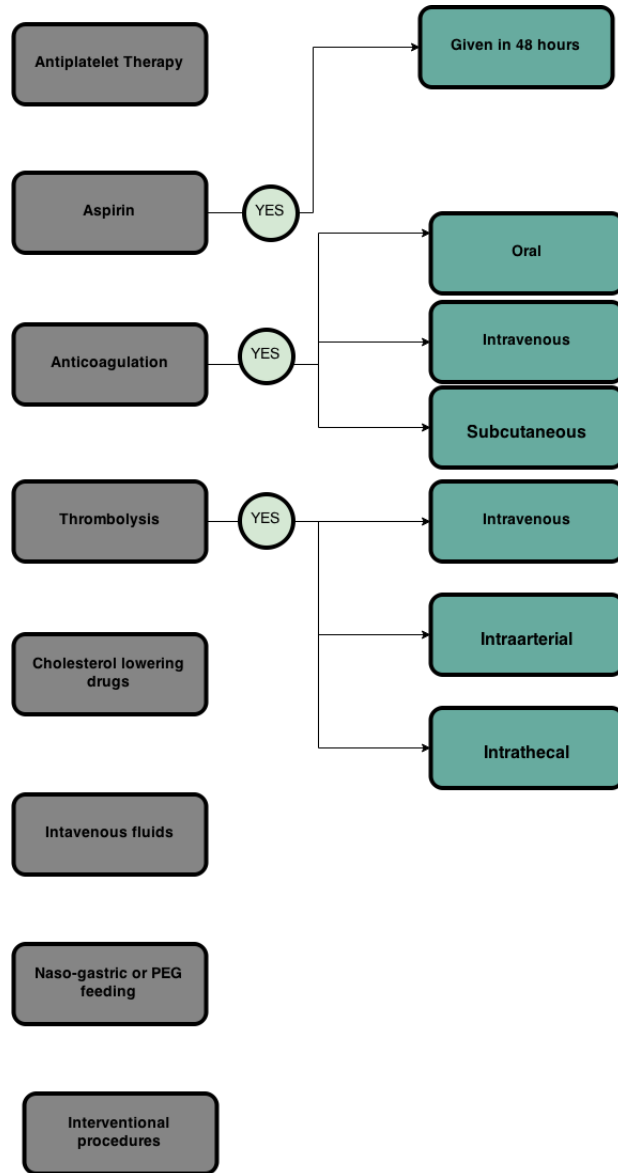 Antiplatelet Therapy
Given in 48 hours
Aspirin
YES
Oral
Anticoagulation
YES
Intravenous
Subcutaneous
Thrombolysis
YES
Intravenous
Intraarterial
Cholesterol lowering
drugs
Intrathecal
Intavenous fluids
Naso-gastric or PEG
feeding
Interventional
procedures